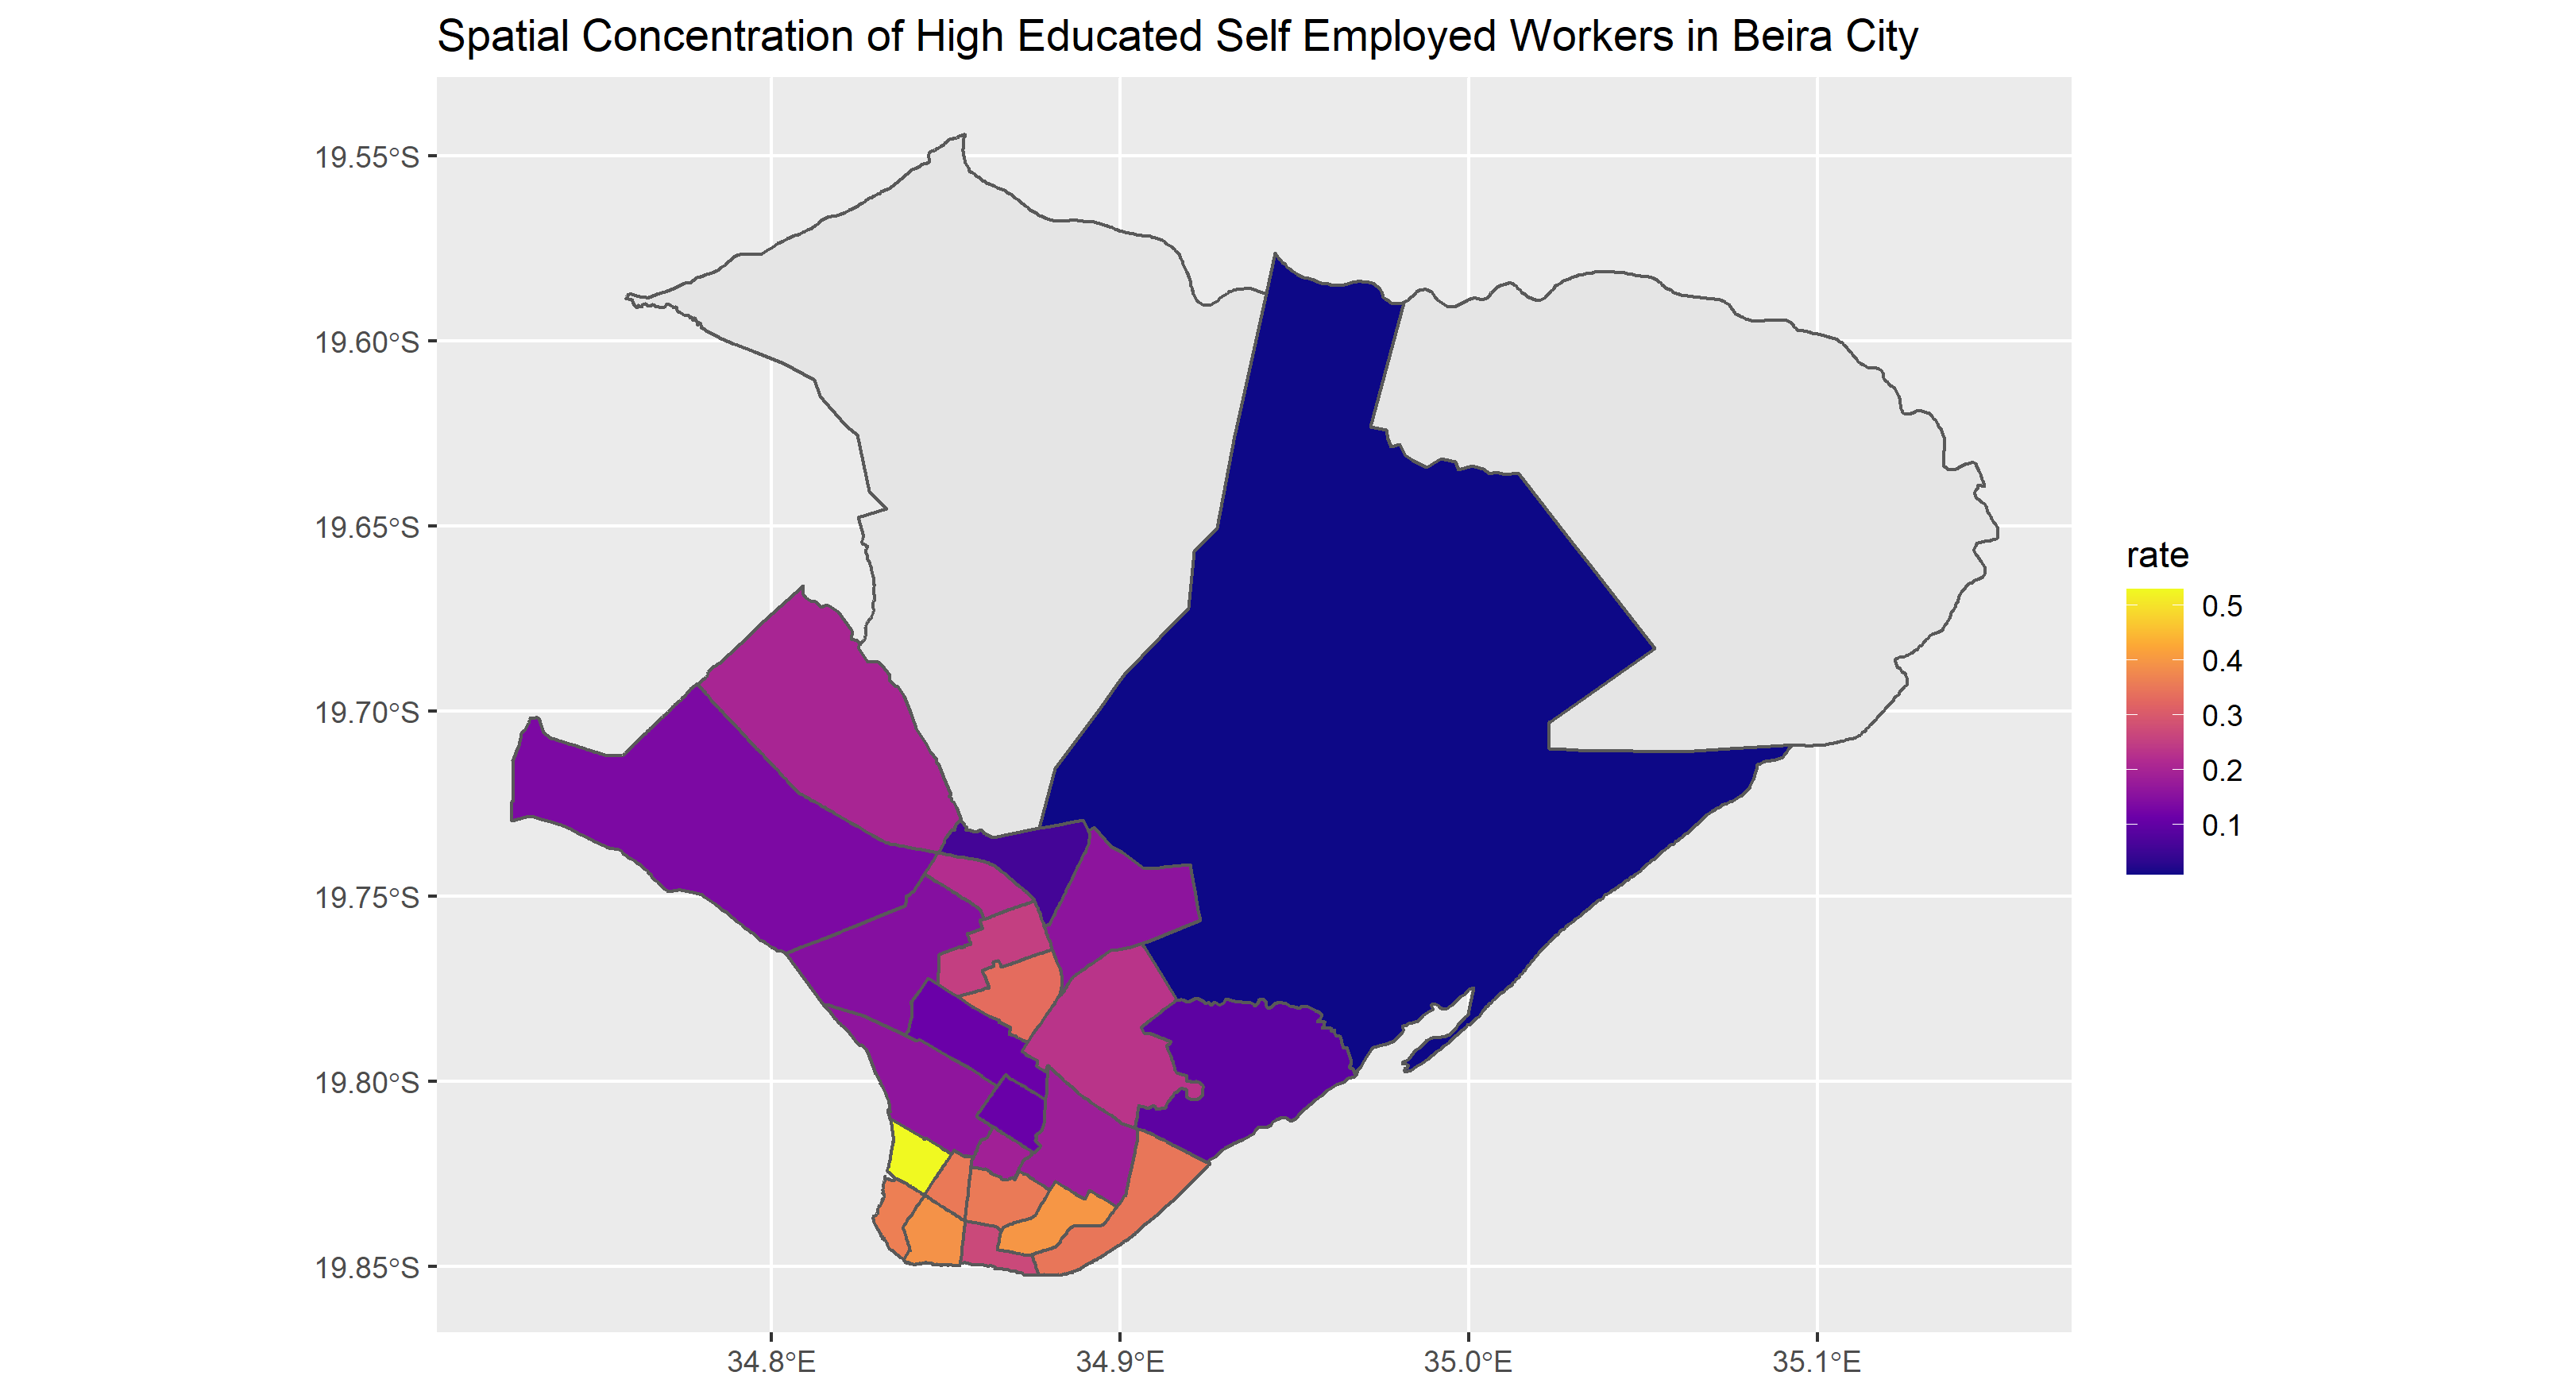 Spatial Concentration of High Educated Self Employed Workers in Beira City
19.55°S
19.60°S
19.65°S
19.70°S
19.75°S
19.80°S
19.85°S
34.8°E
34.9°E
35.0°E
35.1°E
rate
0.5
0.4
0.3
0.2
0.1